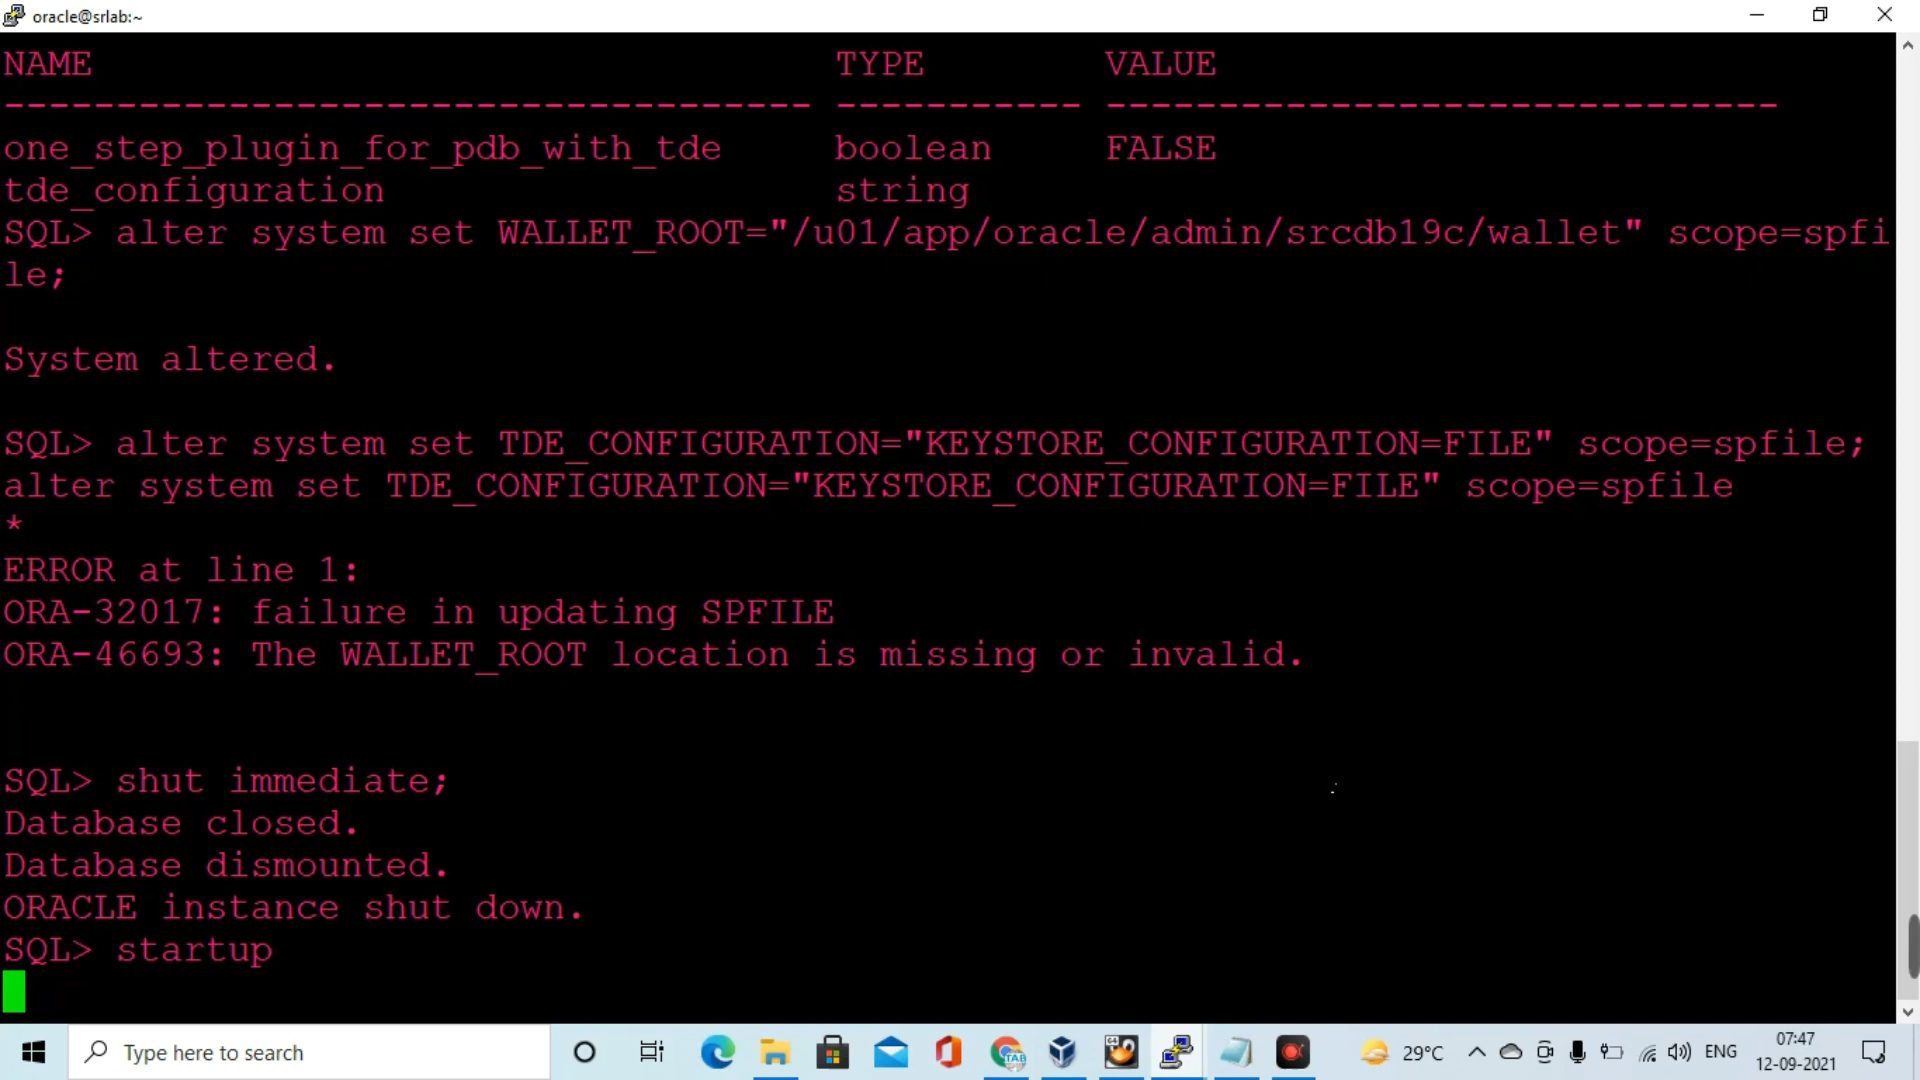 oracle@srlab:~
NAME TYPE VALUE
------------------------------------ ----------- ------------------------------
one_step_plugin_for_pdb_with_tde boolean FALSE
tde_configuration string
SQL> alter system set WALLET_ROOT="/u01/app/oracle/admin/srcdb19c/wallet" scope=spfi
le;
System altered.
SQL> alter system set TDE_CONFIGURATION="KEYSTORE_CONFIGURATION=FILE" scope=spfile;
alter system set TDE_CONFIGURATION="KEYSTORE_CONFIGURATION=FILE" scope=spfile
*
ERROR at line 1:
ORA-32017: failure in updating SPFILE
ORA-46693: The WALLET_ROOT location is missing or invalid.
SQL> shut immediate;
Database closed.
Database dismounted.
ORACLE instance shut down.
SQL> startup
Type here to search
TAB
64
29°C
ENG
07:47
12-09-2021